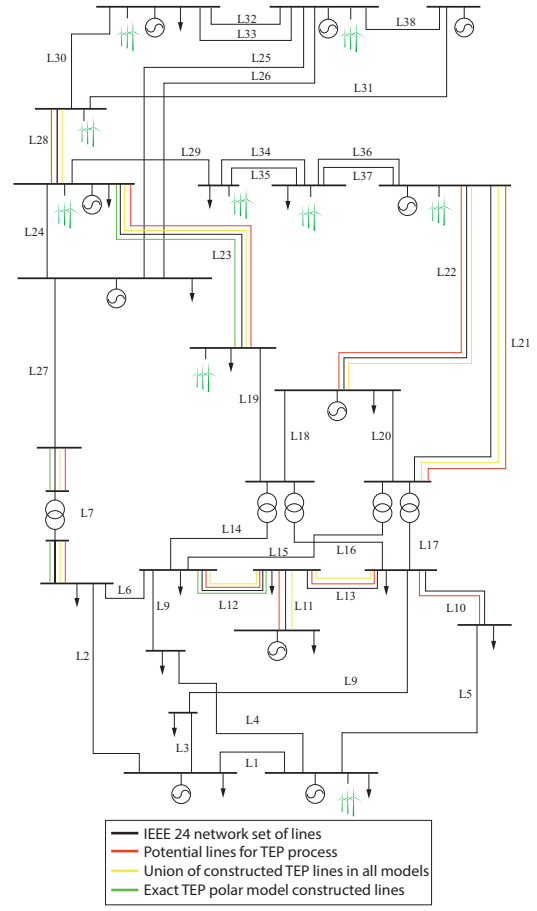 L32
L33
L38
L30
L25
L26
L31
L28
L29
L34
L36
L35
L37
L24
L23
L22
L21
L27
L19
L18
L20
L7
L14
L15
L16
L17
L6
L9
L12
L11
L13
L10
L2
L9
L5
L4
L3
L1
IEEE 24 network set of lines
Potential lines for TEP process
Union of constructed TEP lines in all models
Exact TEP polar model constructed lines